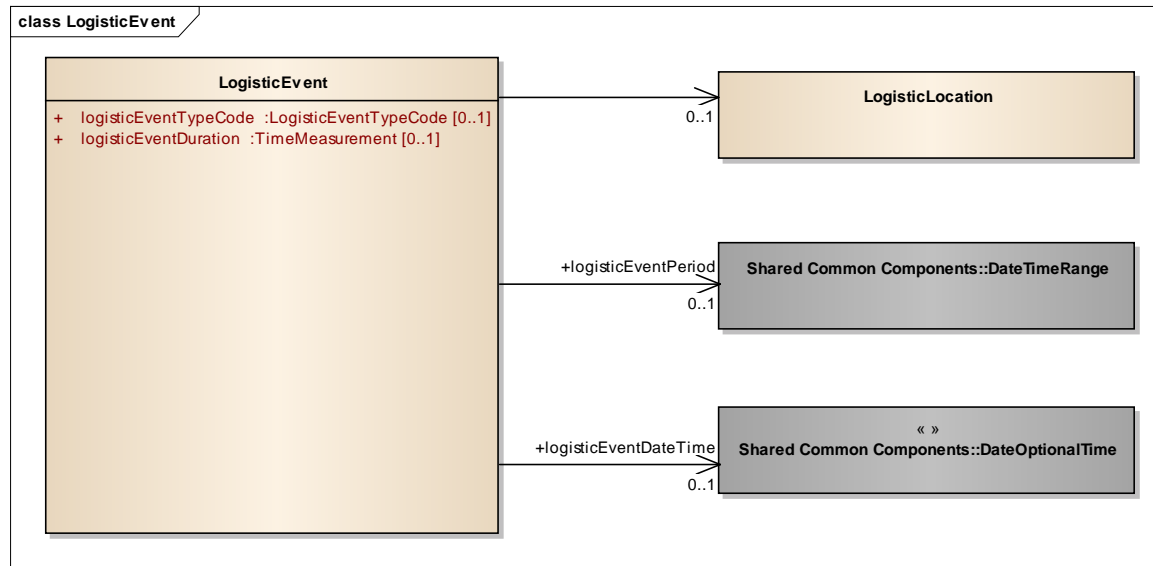 class LogisticEvent
LogisticEvent
+ logisticEventTypeCode :LogisticEventTypeCode [0..1]
+ logisticEventDuration :TimeMeasurement [0..1]
LogisticLocation
0..1
+logisticEventPeriod
Shared Common Components::DateTimeRange
0..1
« »
+logisticEventDateTime
Shared Common Components::DateOptionalTime
0..1